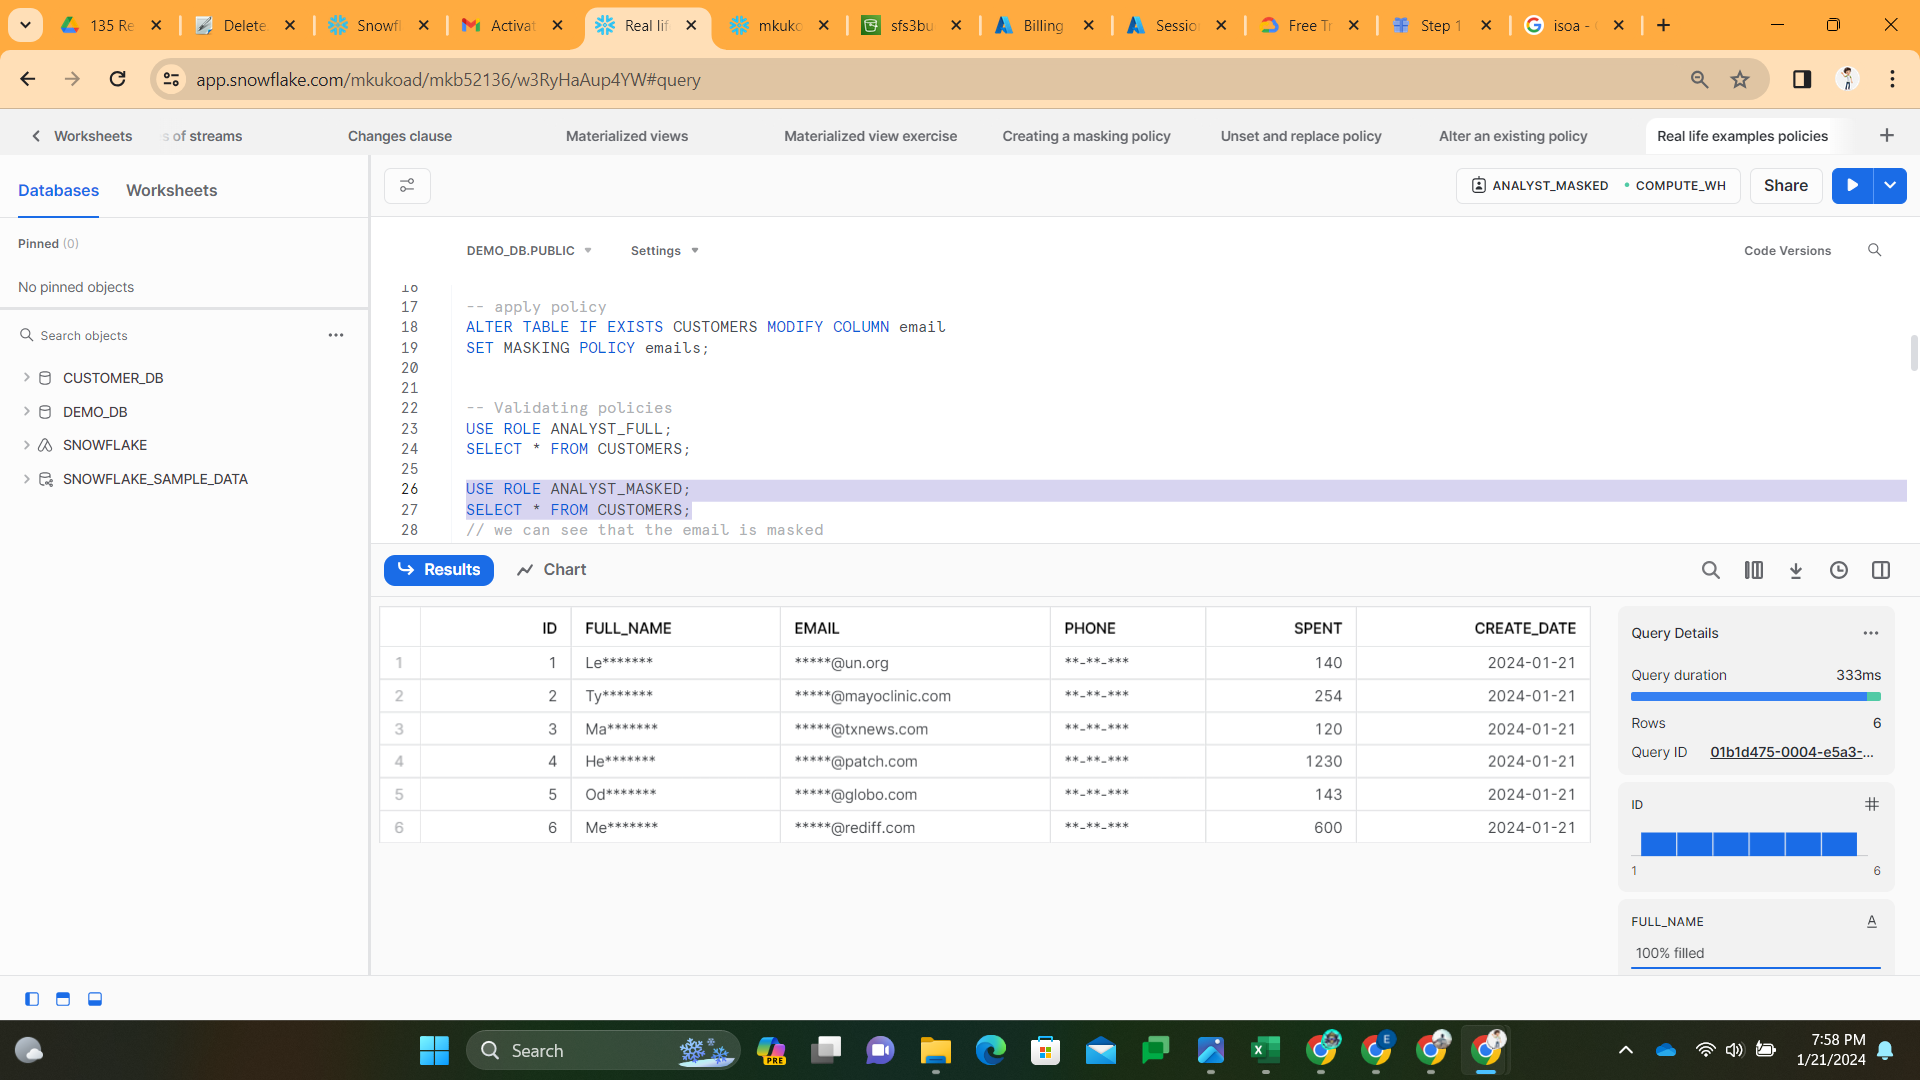 135 Re
Delete
Snowfl
Activat
Real lif
mkuko
sfs3bu
Billing
Sessio
Free Tr
Step 1
isoa -
app.snowflake.com/mkukoad/mkb52136/w3RyHaAup4YW#query
Worksheets
s of streams
Changes clause
Materialized views
Materialized view exercise
Creating a masking policy
Unset and replace policy
Alter an existing policy
Real life examples policies
Databases
Worksheets
ANALYST_MASKED
COMPUTE_WH
Share
Pinned (0)
No pinned objects
Search objects
CUSTOMER_DB
DEMO_DB
SNOWFLAKE
SNOWFLAKE_SAMPLE_DATA
DEMO_DB.PUBLIC
Settings
Code Versions
16
17 -- apply policy
18 ALTER TABLE IF EXISTS CUSTOMERS MODIFY COLUMN email
19 SET MASKING POLICY emails;
20
21
22 -- Validating policies
23 USE ROLE ANALYST_FULL;
24 SELECT * FROM CUSTOMERS;
25
26 USE ROLE ANALYST_MASKED;
27 SELECT * FROM CUSTOMERS;
28 // we can see that the email is masked
Results
Chart
ID FULL_NAME EMAIL PHONE SPENT CREATE_DATE
1 1 Le******* *****@un.org **-**-*** 140 2024-01-21
2 2 Ty******* *****@mayoclinic.com **-**-*** 254 2024-01-21
3 3 Ma******* *****@txnews.com **-**-*** 120 2024-01-21
4 4 He******* *****@patch.com **-**-*** 1230 2024-01-21
5 5 Od******* *****@globo.com **-**-*** 143 2024-01-21
6 6 Me******* *****@rediff.com **-**-*** 600 2024-01-21
Query Details
Query duration 333ms
Rows 6
Query ID 01b1d475-0004-e5a3-...
ID
1 6
FULL_NAME A
100% filled
Search
PRE
E
7:58 PM
1/21/2024